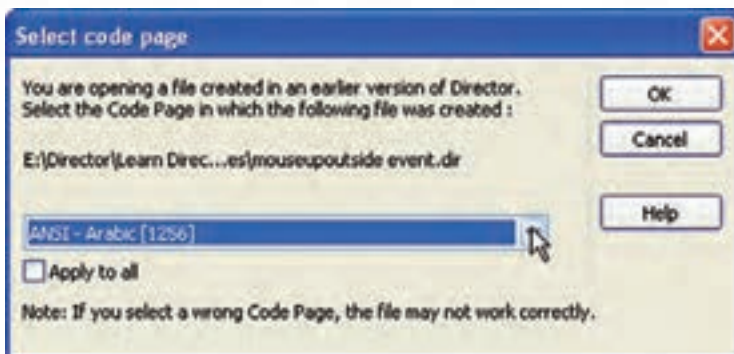 Select code page
You are opening a file created in an earlier version of Director.
Select the Code Page in which the following file was created :
E:\Director\Learn Direc...es\mouseupoutside event.dir
ANSI - Arabic [1256]
Apply to all
Note: If you select a wrong Code Page, the file may not work correctly.
OK
Cancel
Help